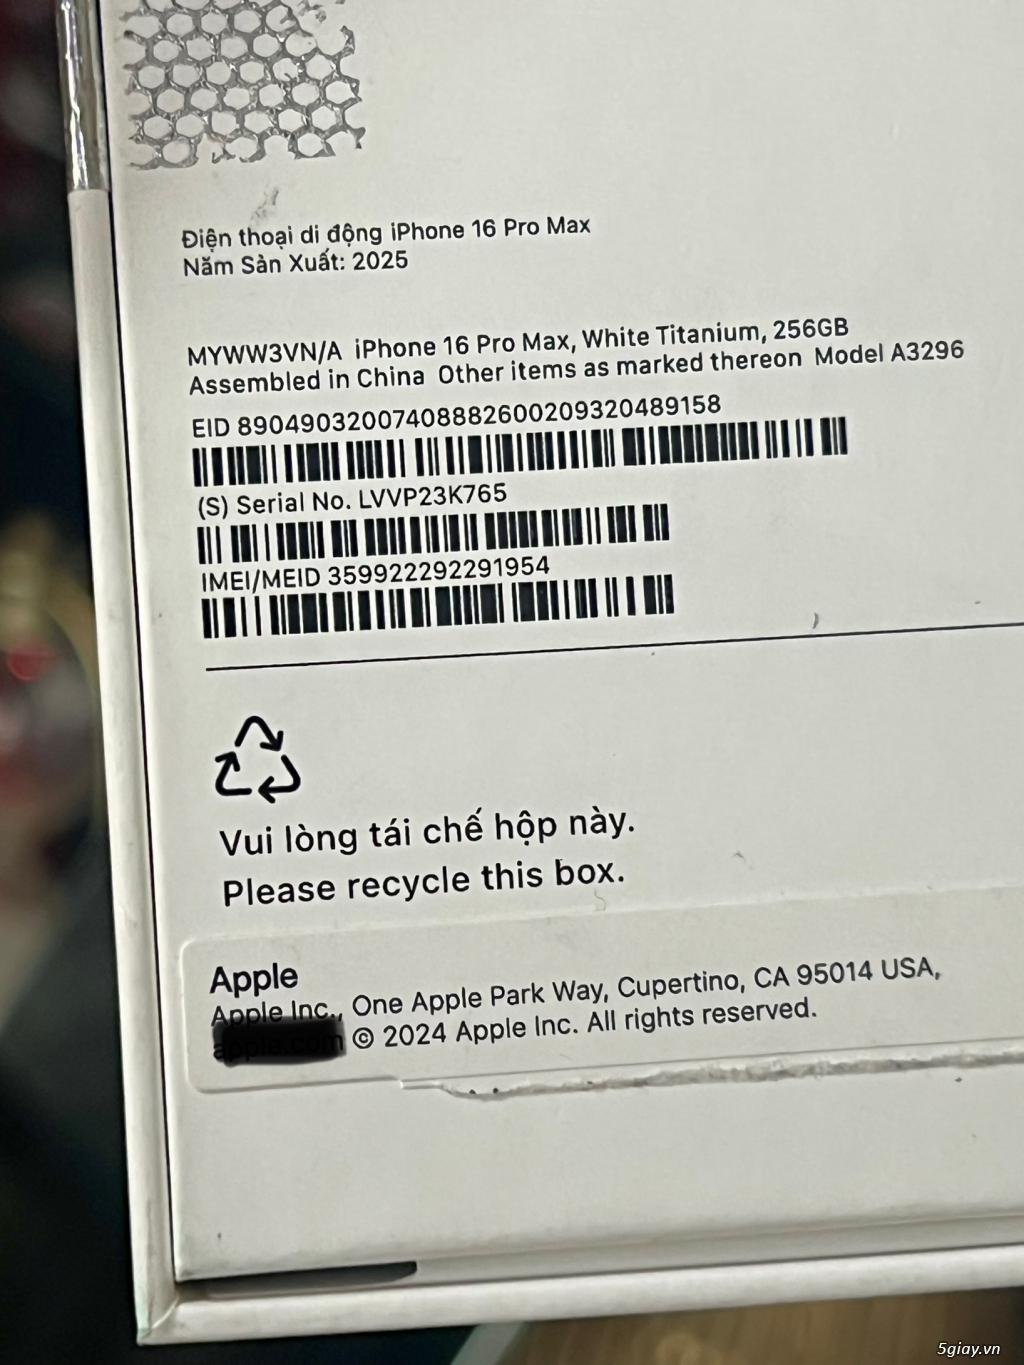 Điện thoại di động iPhone 16 Pro Max
Năm Sản Xuất: 2025
MYWW3VN/A iPhone 16 Pro Max, White Titanium, 256GB
Assembled in China Other items as marked thereon Model A3296
EID 89049032007408882600209320489158
(S) Serial No. LVVP23K765
IMEI/MEID 359922292291954
Vui lòng tái chế hộp này.
Please recycle this box.
Apple
Apple Inc., One Apple Park Way, Cupertino, CA 95014 USA,
apple.com © 2024 Apple Inc. All rights reserved.
5giay.vn